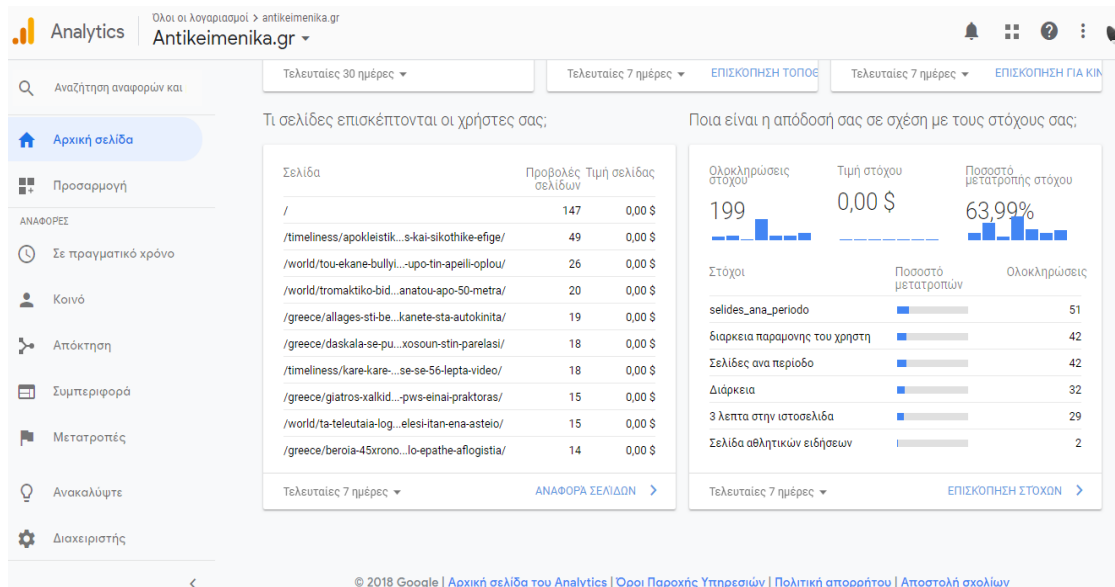 Όλοι οι λογαριασμοί > antikeimenika.gr
Analytics
Antikeimenika.gr
Αναζήτηση αναφορών και
Αρχική σελίδα
Προσαρμογή
ΑΝΑΦΟΡΈΣ
Σε πραγματικό χρόνο
Κοινό
Απόκτηση
Συμπεριφορά
Μετατροπές
Ανακαλύψτε
Διαχειριστής
Τελευταίες 30 ημέρες
Τελευταίες 7 ημέρες ΕΠΙΣΚΌΠΗΣΗ ΤΟΠΟΘ
Τελευταίες 7 ημέρες ΕΠΙΣΚΌΠΗΣΗ ΓΙΑ ΚΙΝ
Τι σελίδες επισκέπτονται οι χρήστες σας;
Σελίδα Προβολές σελίδων Τιμή σελίδας
/ 147 0,00 $
/timeliness/apokleistik...s-kai-sikothike-efige/ 49 0,00 $
/world/tou-ekane-bullyi...-upo-tin-apeili-oplou/ 26 0,00 $
/world/tromaktiko-bid...anatou-apo-50-metra/ 20 0,00 $
/greece/allages-sti-be...kanete-sta-autokinita/ 19 0,00 $
/greece/daskala-se-pu...xosoun-stin-parelasi/ 18 0,00 $
/timeliness/kare-kare-...se-se-56-lepta-video/ 18 0,00 $
/greece/giatros-xalkid...-pws-einai-praktoras/ 15 0,00 $
/world/ta-teleutaia-log...elesi-itan-ena-asteio/ 15 0,00 $
/greece/beroia-45xrono...lo-epathe-aflogistia/ 14 0,00 $
Τελευταίες 7 ημέρες ΑΝΑΦΟΡΆ ΣΕΛΊΔΩΝ
Ποια είναι η απόδοσή σας σε σχέση με τους στόχους σας;
Ολοκληρώσεις στόχου
199
Τιμή στόχου
0,00 $
Ποσοστό μετατροπής στόχου
63,99%
Στόχοι Ποσοστό μετατροπών Ολοκληρώσεις
selides_ana_periodo 51
διαρκεια παραμονης του χρηστη 42
Σελίδες ανα περίοδο 42
Διάρκεια 32
3 λεπτα στην ιστοσελιδα 29
Σελίδα αθλητικών ειδήσεων 2
Τελευταίες 7 ημέρες ΕΠΙΣΚΌΠΗΣΗ ΣΤΌΧΩΝ
© 2018 Google | Αρχική σελίδα του Analytics | Όροι Παροχής Υπηρεσιών | Πολιτική απορρήτου | Αποστολή σχολίων